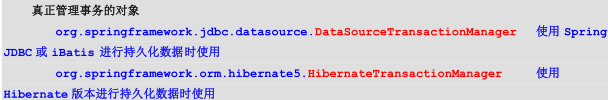 真正管理事务的对象
org.springframework.jdbc.datasource.DataSourceTransactionManager 使用 Spring
JDBC 或 iBatis 进行持久化数据时使用
org.springframework.orm.hibernate5.HibernateTransactionManager 使用
Hibernate 版本进行持久化数据时使用